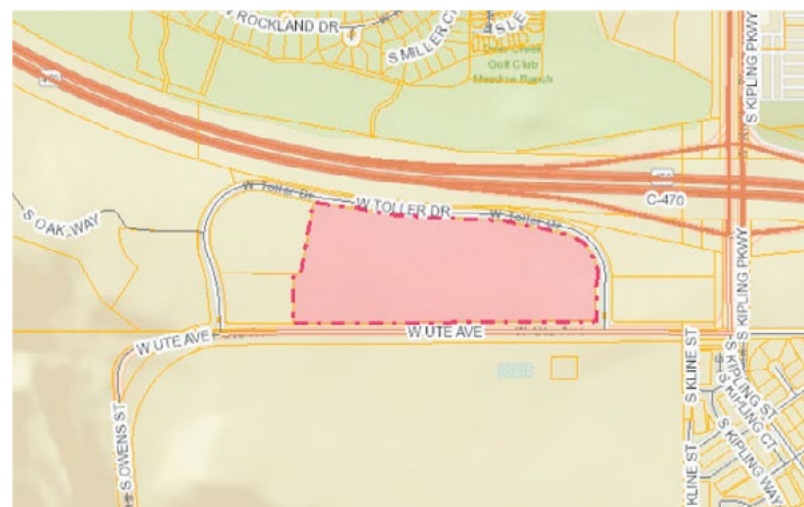 W ROCKLAND DR
S MILLER CT
S LE
Deer Creek
Golf Club
Meadow Ranch
S KIPLING PKWY
470
C-470
W Toller Dr
W TOLLER DR
W Toller Dr
S OAK WAY
S KIPLING PKWY
W UTE AVE
W UTE AVE
S OWENS ST
S KLINE ST
S KIPLING ST
S KIPLING CT
S KIPLING WAY
KLINE ST